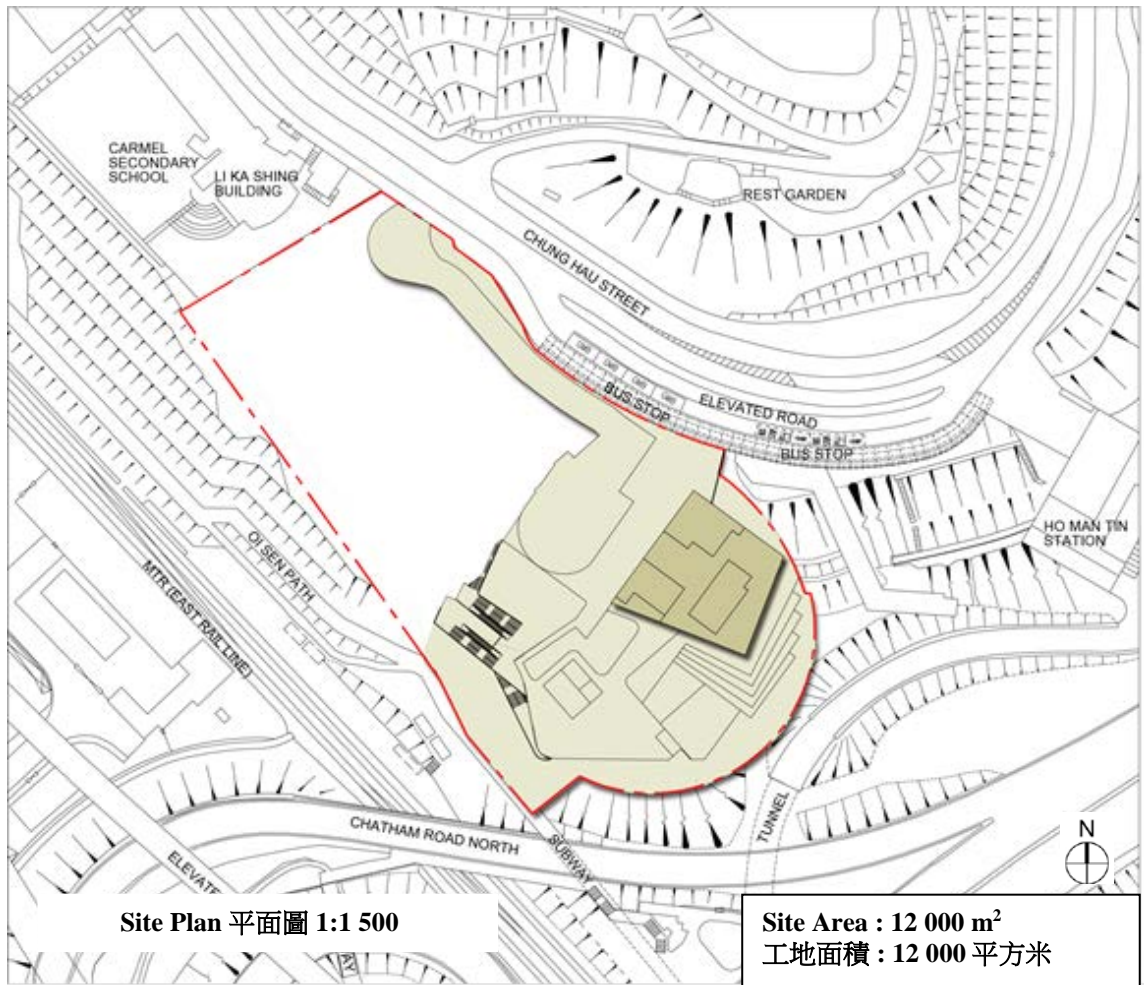 CARMEL
SECONDARY
SCHOOL
LI KA SHING
BUILDING
REST GARDEN
CHUNG HAU STREET
BUS STOP
ELEVATED ROAD
BUS STOP
HO MAN TIN
STATION
OI SEN PATH
MTR (EAST RAIL LINE)
CHATHAM ROAD NORTH
SUBWAY
TUNNEL
N
Site Plan 平面圖 1:1 500
Site Area : 12 000 m²
工地面積 : 12 000 平方米